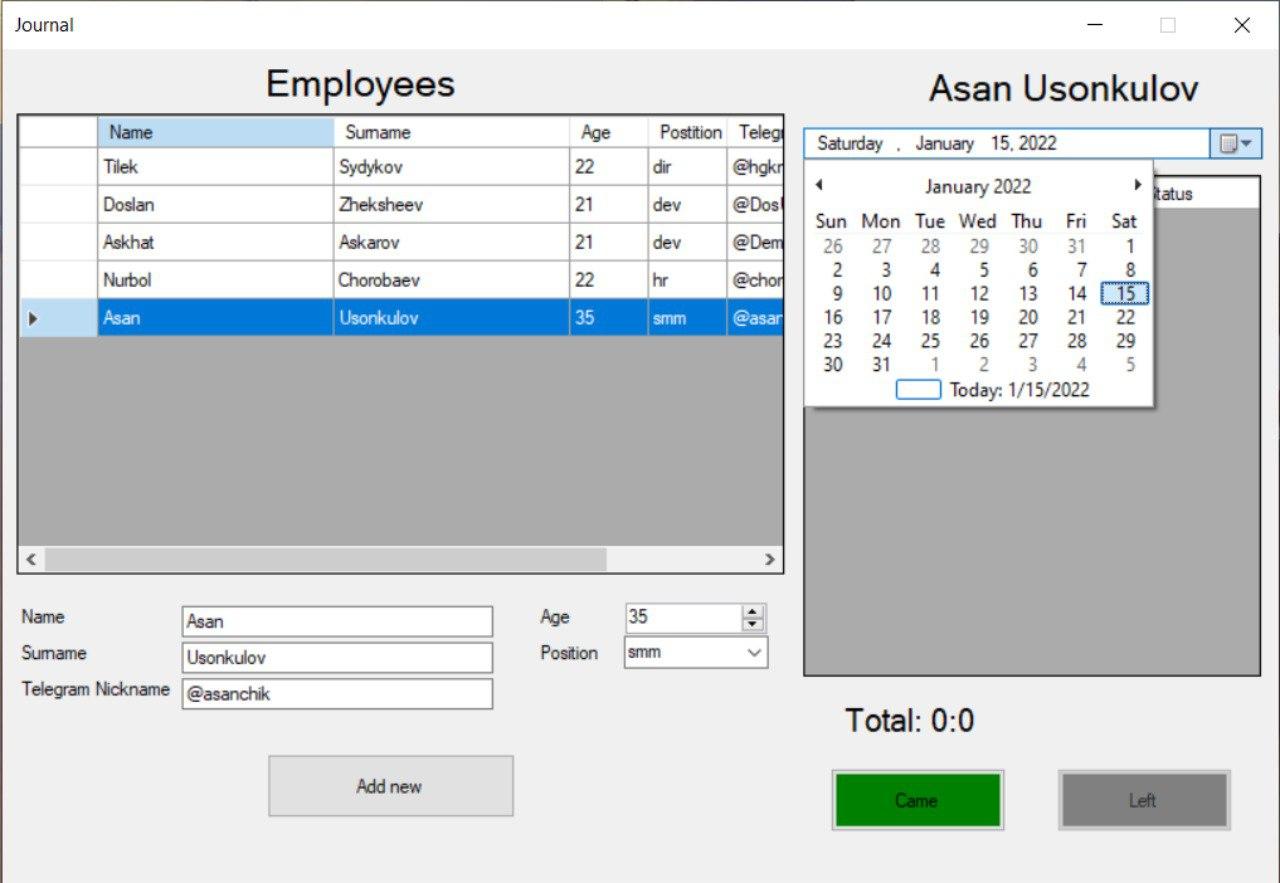 Journal
Employees
Name Surname Age Postition Telegr
Tilek Sydykov 22 dir @hgkr
Doslan Zheksheev 21 dev @Dos
Askhat Askarov 21 dev @Dem
Nurbol Chorobaev 22 hr @chor
Asan Usonkulov 35 smm @asan
Name Asan
Surname Usonkulov
Telegram Nickname @asanchik
Age 35
Position smm
Add new
Asan Usonkulov
Saturday , January 15, 2022
January 2022
Sun Mon Tue Wed Thu Fri Sat
26 27 28 29 30 31 1
2 3 4 5 6 7 8
9 10 11 12 13 14 15
16 17 18 19 20 21 22
23 24 25 26 27 28 29
30 31 1 2 3 4 5
Today: 1/15/2022
Status
Total: 0:0
Came Left